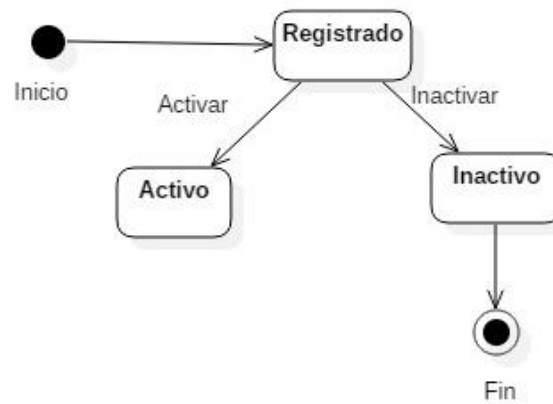 Registrado
Inicio
Activar
Inactivar
Activo
Inactivo
Fin